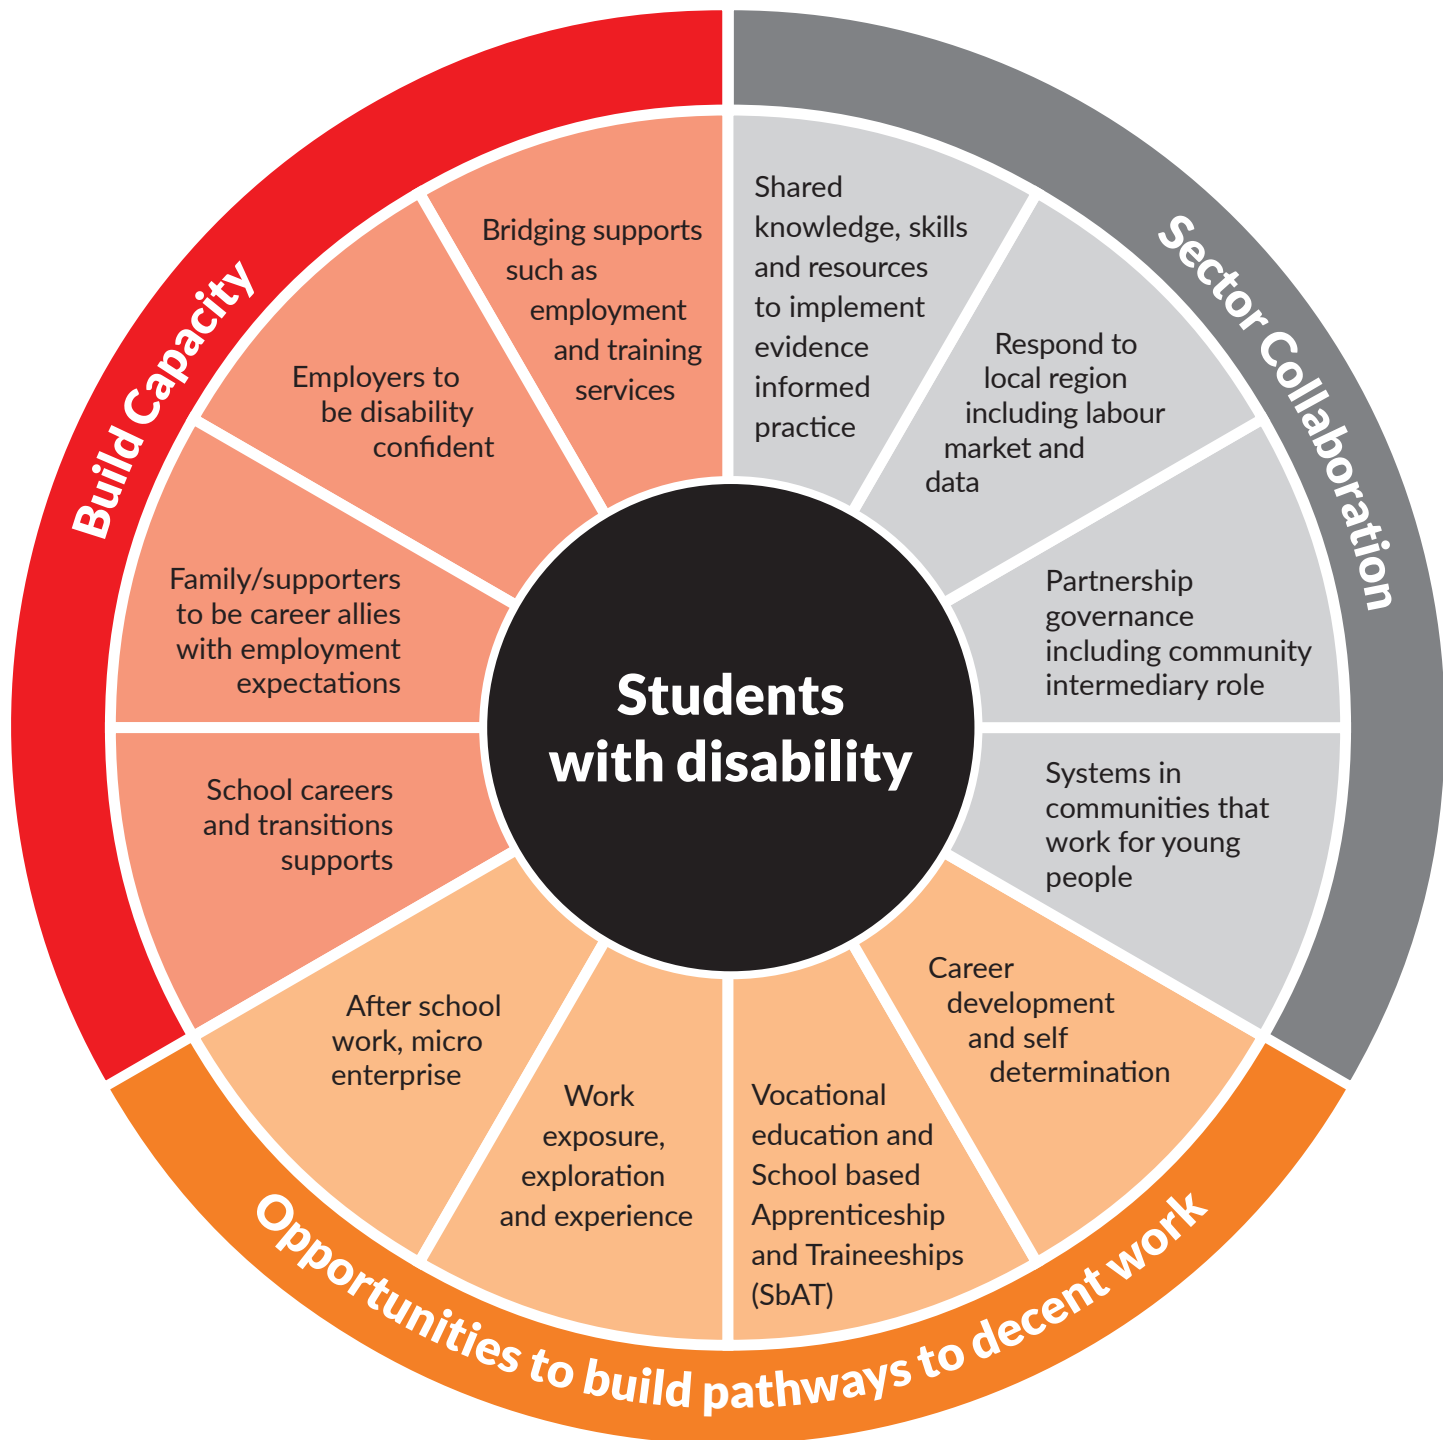 Build Capacity
Bridging supports
such as
employment
and training
services
Employers to
be disability
confident
Family/supporters
to be career allies
with employment
expectations
School careers
and transitions
supports
Sector Collaboration
Shared
knowledge, skills
and resources
to implement
evidence
informed
practice
Respond to
local region
including labour
market and
data
Partnership
governance
including community
intermediary role
Systems in
communities that
work for young
people
Students
with disability
Career
development
and self
determination
Vocational
education and
School based
Apprenticeship
and Traineeships
(SbAT)
Work
exposure,
exploration
and experience
After school
work, micro
enterprise
Opportunities to build pathways to decent work